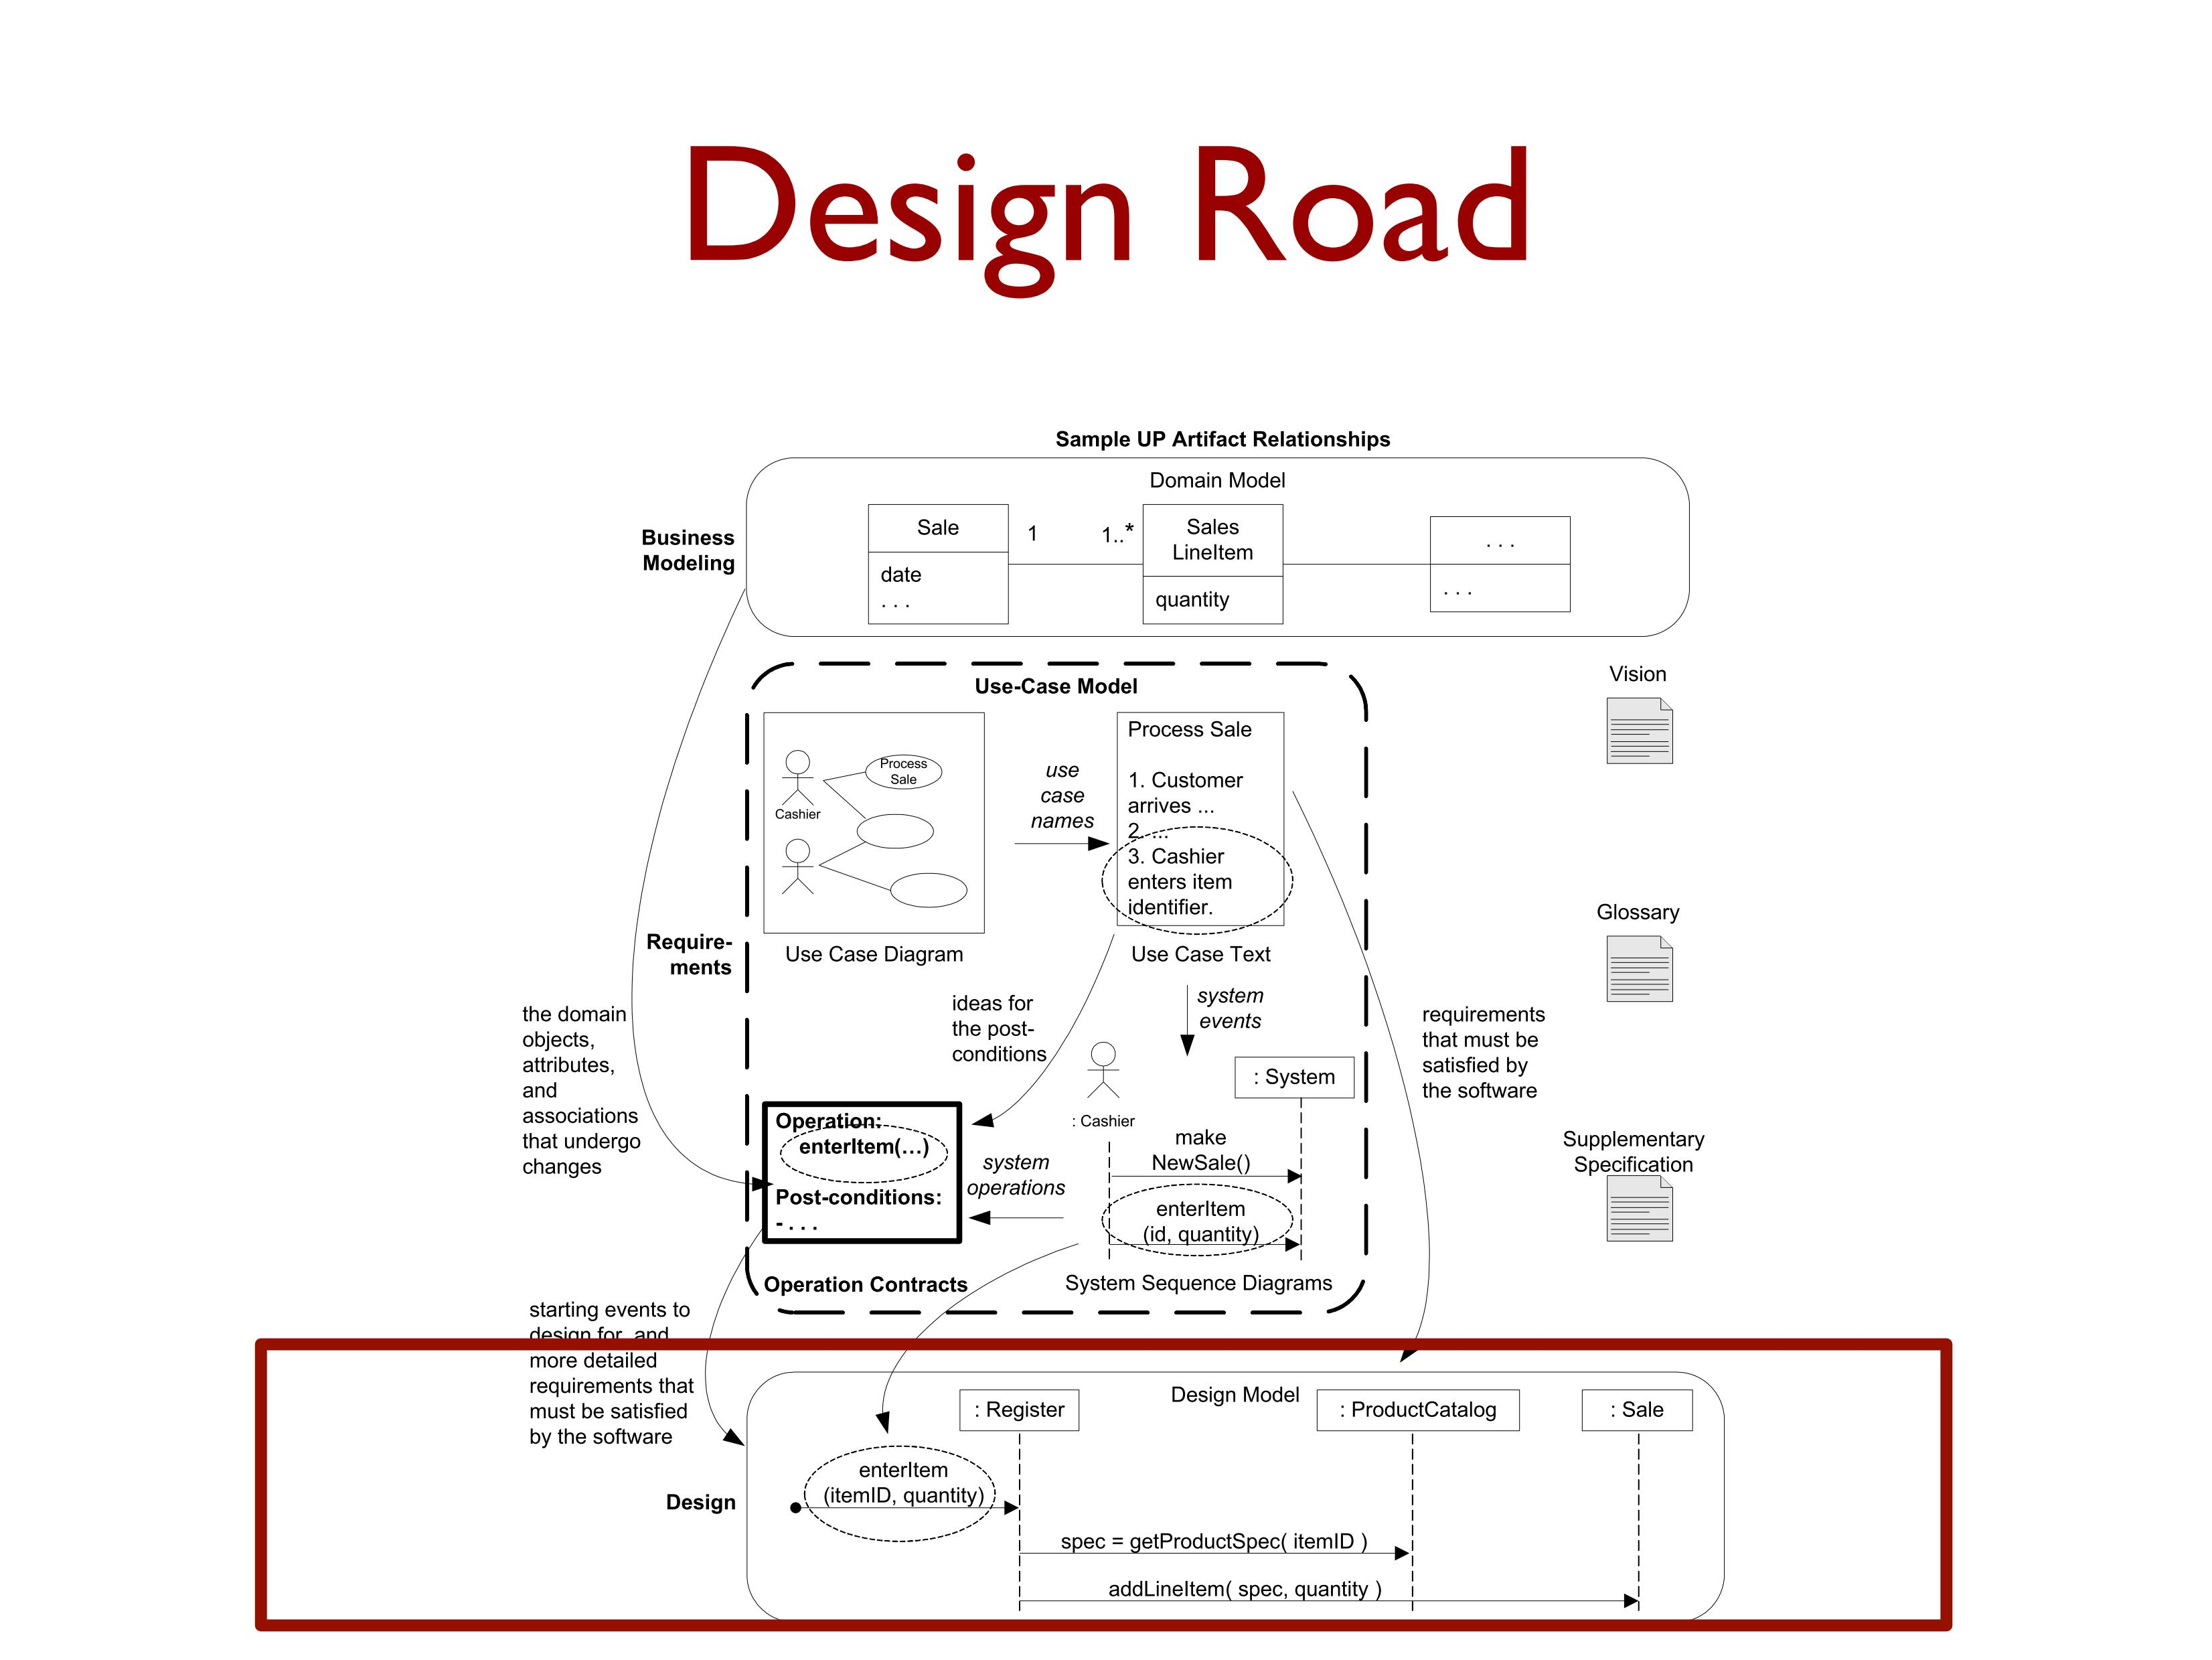 Design Road
Sample UP Artifact Relationships
Domain Model
Business
Modeling
Sale
date
. . .
1
1..*
Sales
LineItem
quantity
. . .
. . .
Use-Case Model
Process
Sale
Cashier
Use Case Diagram
use
case
names
Process Sale
1. Customer
arrives ...
2. ...
3. Cashier
enters item
identifier.
Use Case Text
Vision
Glossary
Supplementary
Specification
Require-
ments
the domain
objects,
attributes,
and
associations
that undergo
changes
ideas for
the post-
conditions
system
events
requirements
that must be
satisfied by
the software
Operation:
enterItem(…)
Post-conditions:
- . . .
Operation Contracts
system
operations
: Cashier
: System
make
NewSale()
enterItem
(id, quantity)
System Sequence Diagrams
starting events to
design for, and
more detailed
requirements that
must be satisfied
by the software
Design
Design Model
: Register
: ProductCatalog
: Sale
enterItem
(itemID, quantity)
spec = getProductSpec( itemID )
addLineItem( spec, quantity )